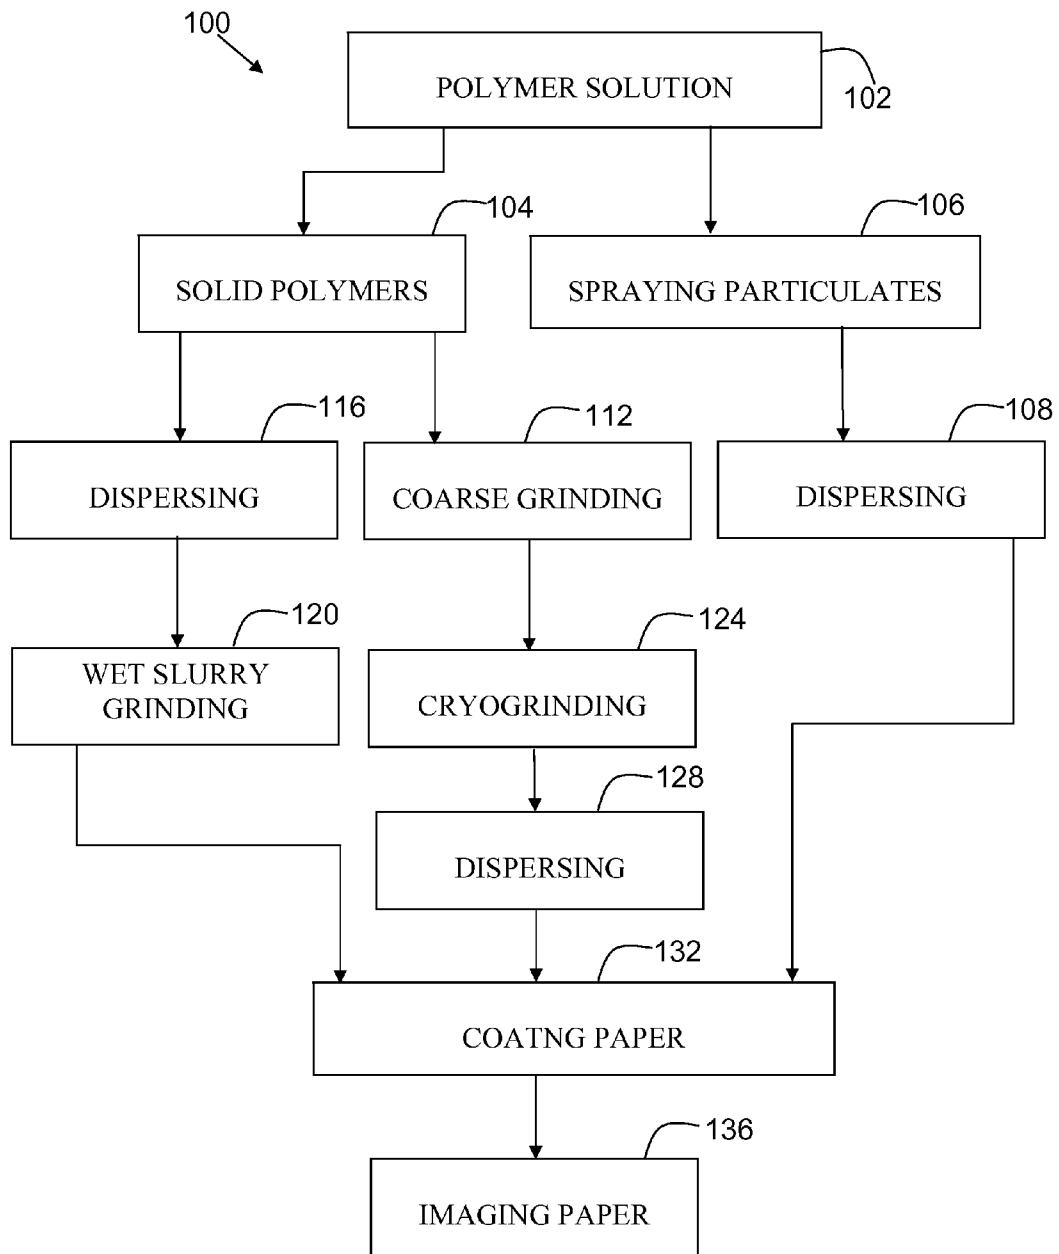 100
POLYMER SOLUTION
102
104
106
SOLID POLYMERS
SPRAYING PARTICULATES
116
112
108
DISPERSING
COARSE GRINDING
DISPERSING
120
124
WET SLURRY
GRINDING
CRYOGRINDING
128
DISPERSING
132
COATNG PAPER
136
IMAGING PAPER